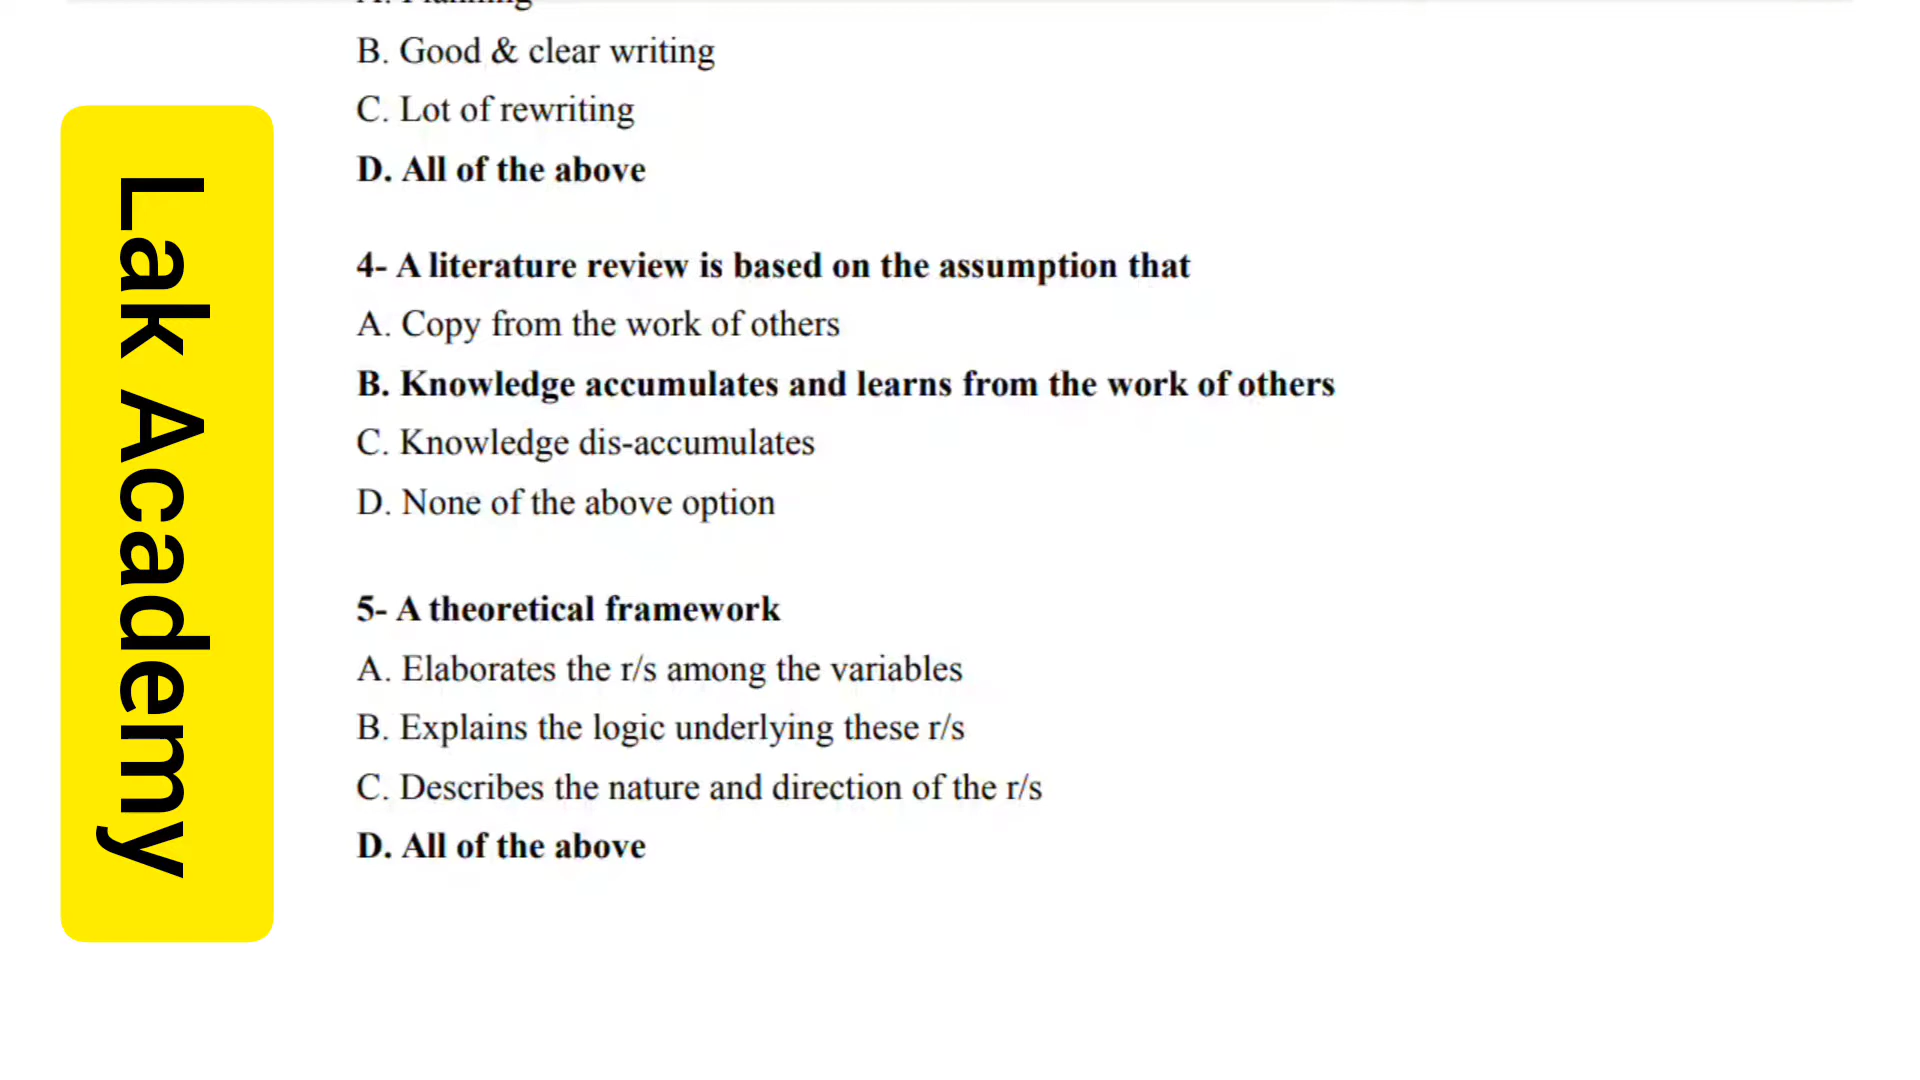 B. Good & clear writing
C. Lot of rewriting
D. All of the above
4- A literature review is based on the assumption that
A. Copy from the work of others
B. Knowledge accumulates and learns from the work of others
C. Knowledge dis-accumulates
D. None of the above option
5- A theoretical framework
A. Elaborates the r/s among the variables
B. Explains the logic underlying these r/s
C. Describes the nature and direction of the r/s
D. All of the above
Lak Academy